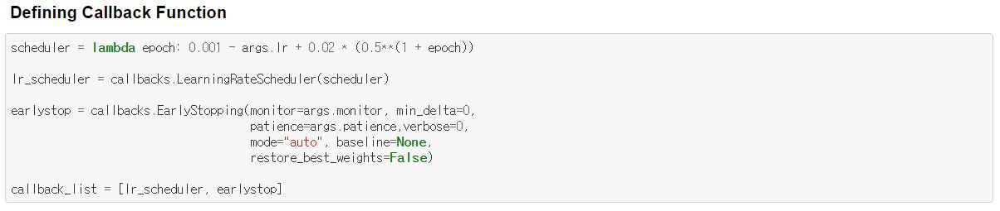 Defining Callback Function
scheduler = lambda epoch: 0.001 - args.lr + 0.02 * (0.5**(1 + epoch))
lr_scheduler = callbacks.LearningRateScheduler(scheduler)
earlystop = callbacks.EarlyStopping(monitor=args.monitor, min_delta=0,
patience=args.patience,verbose=0,
mode="auto", baseline=None,
restore_best_weights=False)
callback_list = [lr_scheduler, earlystop]